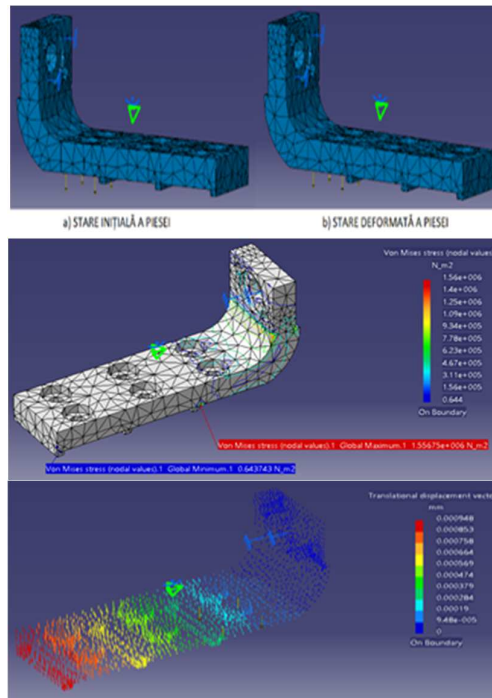 a) STARE INIȚIALĂ A PIESEI
b) STARE DEFORMATĂ A PIESEI
Von Mises stress (nodal values)
N_m2
1.56e+006
1.4e+006
1.25e+006
1.09e+006
9.34e+005
7.78e+005
6.23e+005
4.67e+005
3.11e+005
1.56e+005
0.644
On Boundary
Von Mises stress (nodal values).1 Global Maximum.1 1.55675e+006 N_m2
Von Mises stress (nodal values).1 Global Minimum.1 0.643743 N_m2
Translational displacement vecto
mm
0.000948
0.000853
0.000758
0.000664
0.000569
0.000474
0.000379
0.000284
0.00019
9.48e-005
0
On Boundary